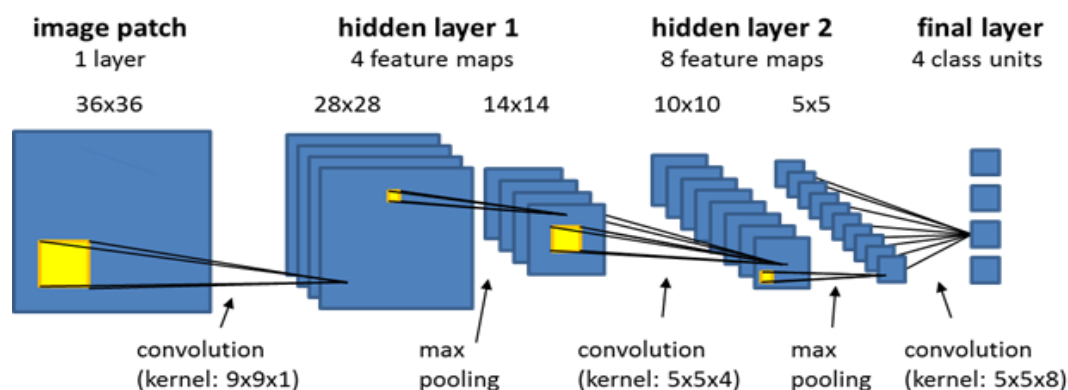 image patch
hidden layer 1
hidden layer 2
final layer
1 layer
4 feature maps
8 feature maps
4 class units
36x36
28x28
14x14
10x10
5x5
convolution
(kernel: 9x9x1)
max
pooling
convolution
(kernel: 5x5x4)
max
pooling
convolution
(kernel: 5x5x8)